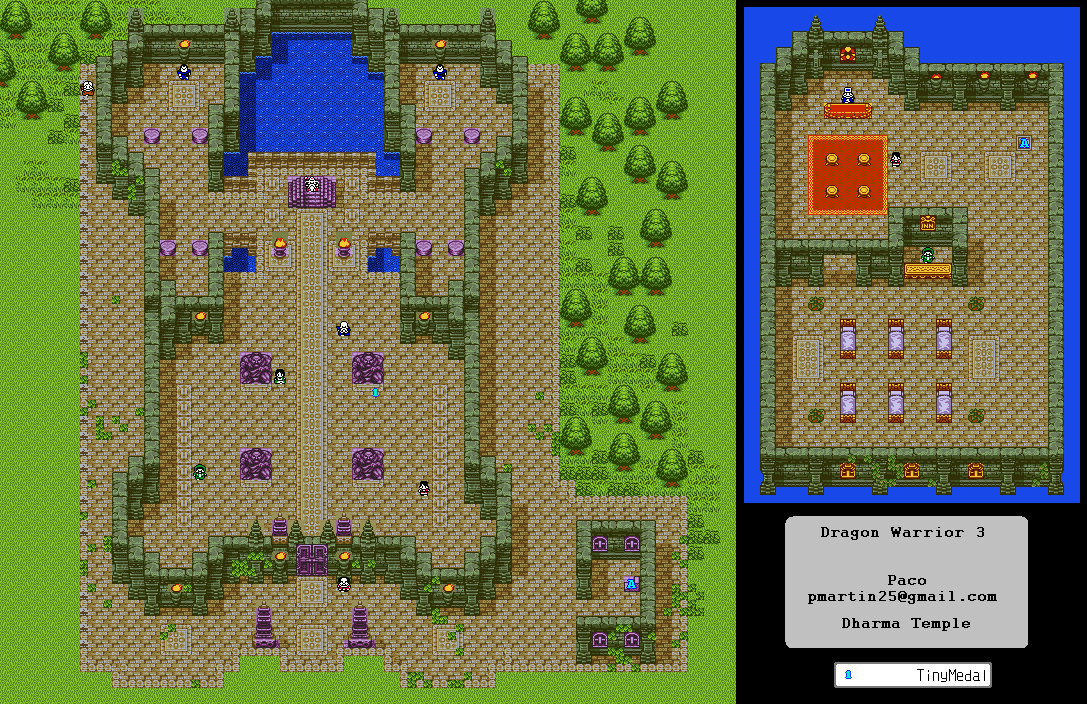 INN
Dragon Warrior 3
Paco
pmartin25@gmail.com
Dharma Temple
TinyMedal